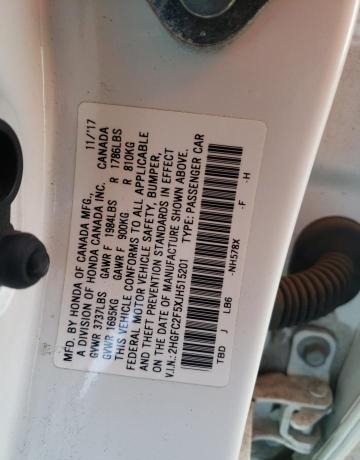 11/'17
MFD. BY HONDA OF CANADA MFG.,
A DIVISION OF HONDA CANADA INC. CANADA
GVWR 3737LBS GAWR F 1984LBS R 1786LBS
GVWR 1695KG GAWR F 900KG R 810KG
THIS VEHICLE CONFORMS TO ALL APPLICABLE
FEDERAL MOTOR VEHICLE SAFETY, BUMPER,
AND THEFT PREVENTION STANDARDS IN EFFECT
ON THE DATE OF MANUFACTURE SHOWN ABOVE.
V.I.N.: 2HGFC2F5XJH515201 TYPE: PASSENGER CAR
TBD J LB6 -NH578X -F -H